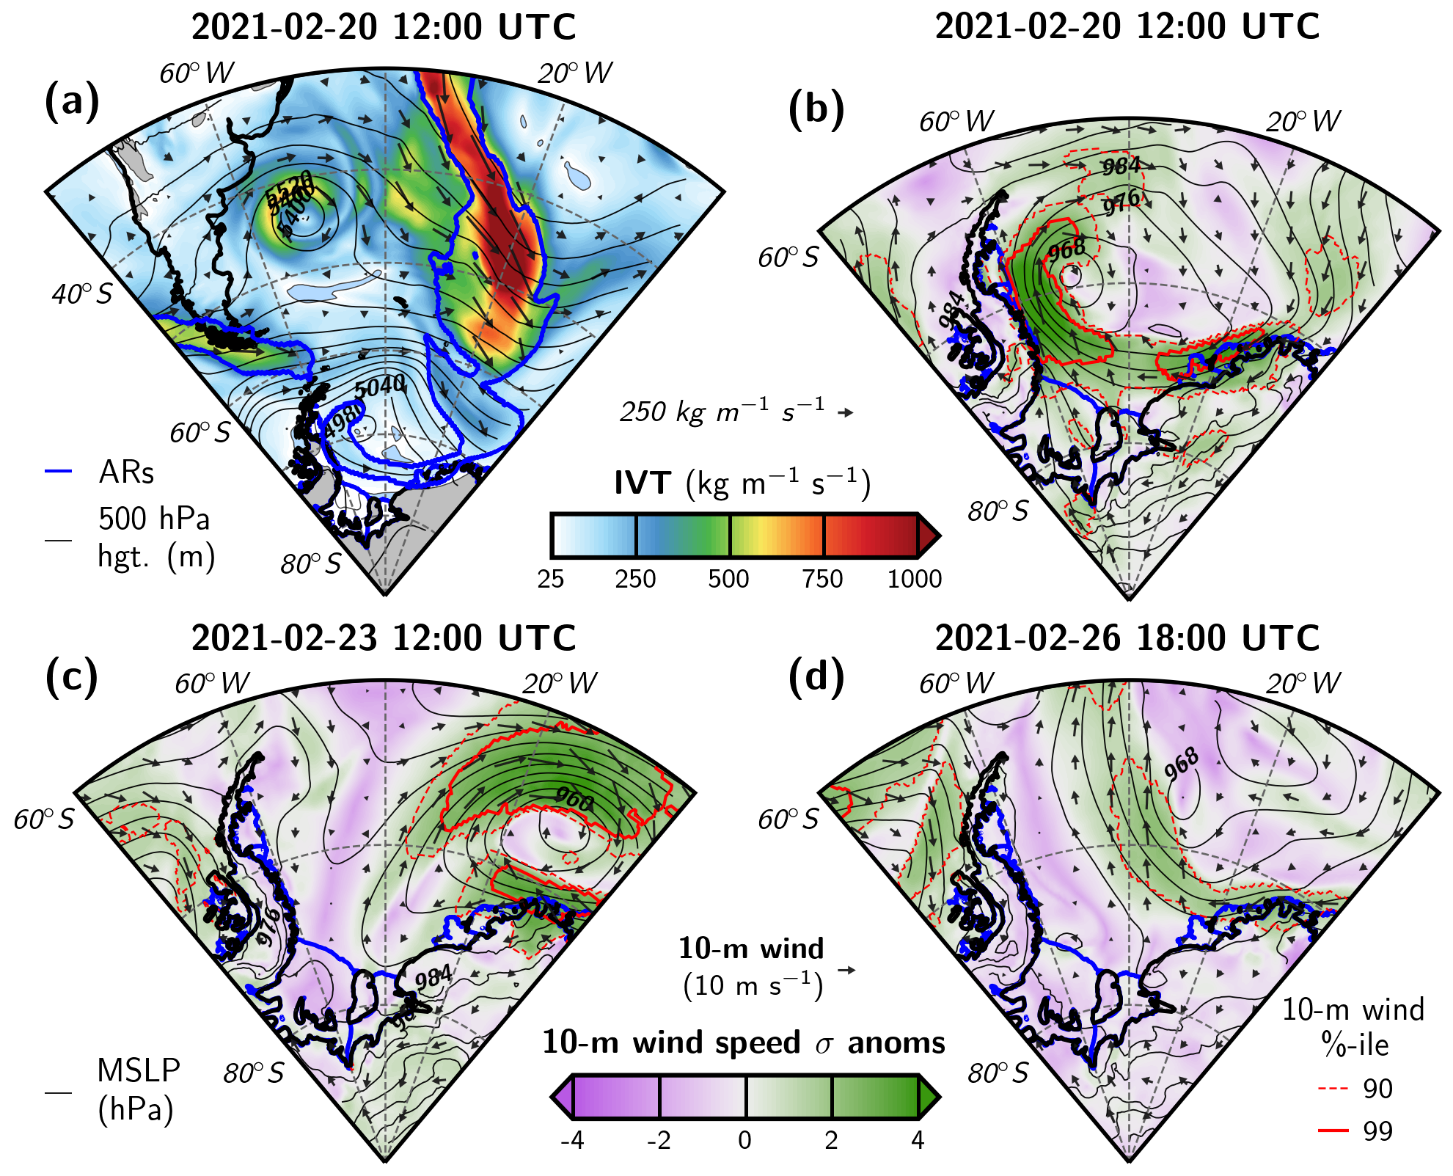 2021-02-20 12:00 UTC
2021-02-20 12:00 UTC
(a)
60°W
20°W
(b)
60°W
20°W
40°S
60°S
80°S
5520
5400
5040
4980
60°S
80°S
984
976
968
984
ARs
500 hPa
hgt. (m)
250 kg m−1 s−1
IVT (kg m−1 s−1)
25
250
500
750
1000
2021-02-23 12:00 UTC
2021-02-26 18:00 UTC
(c)
60°W
20°W
(d)
60°W
20°W
60°S
80°S
960
976
984
60°S
80°S
968
MSLP
(hPa)
10-m wind
(10 m s−1)
10-m wind speed σ anoms
-4
-2
0
2
4
10-m wind
%-ile
90
99